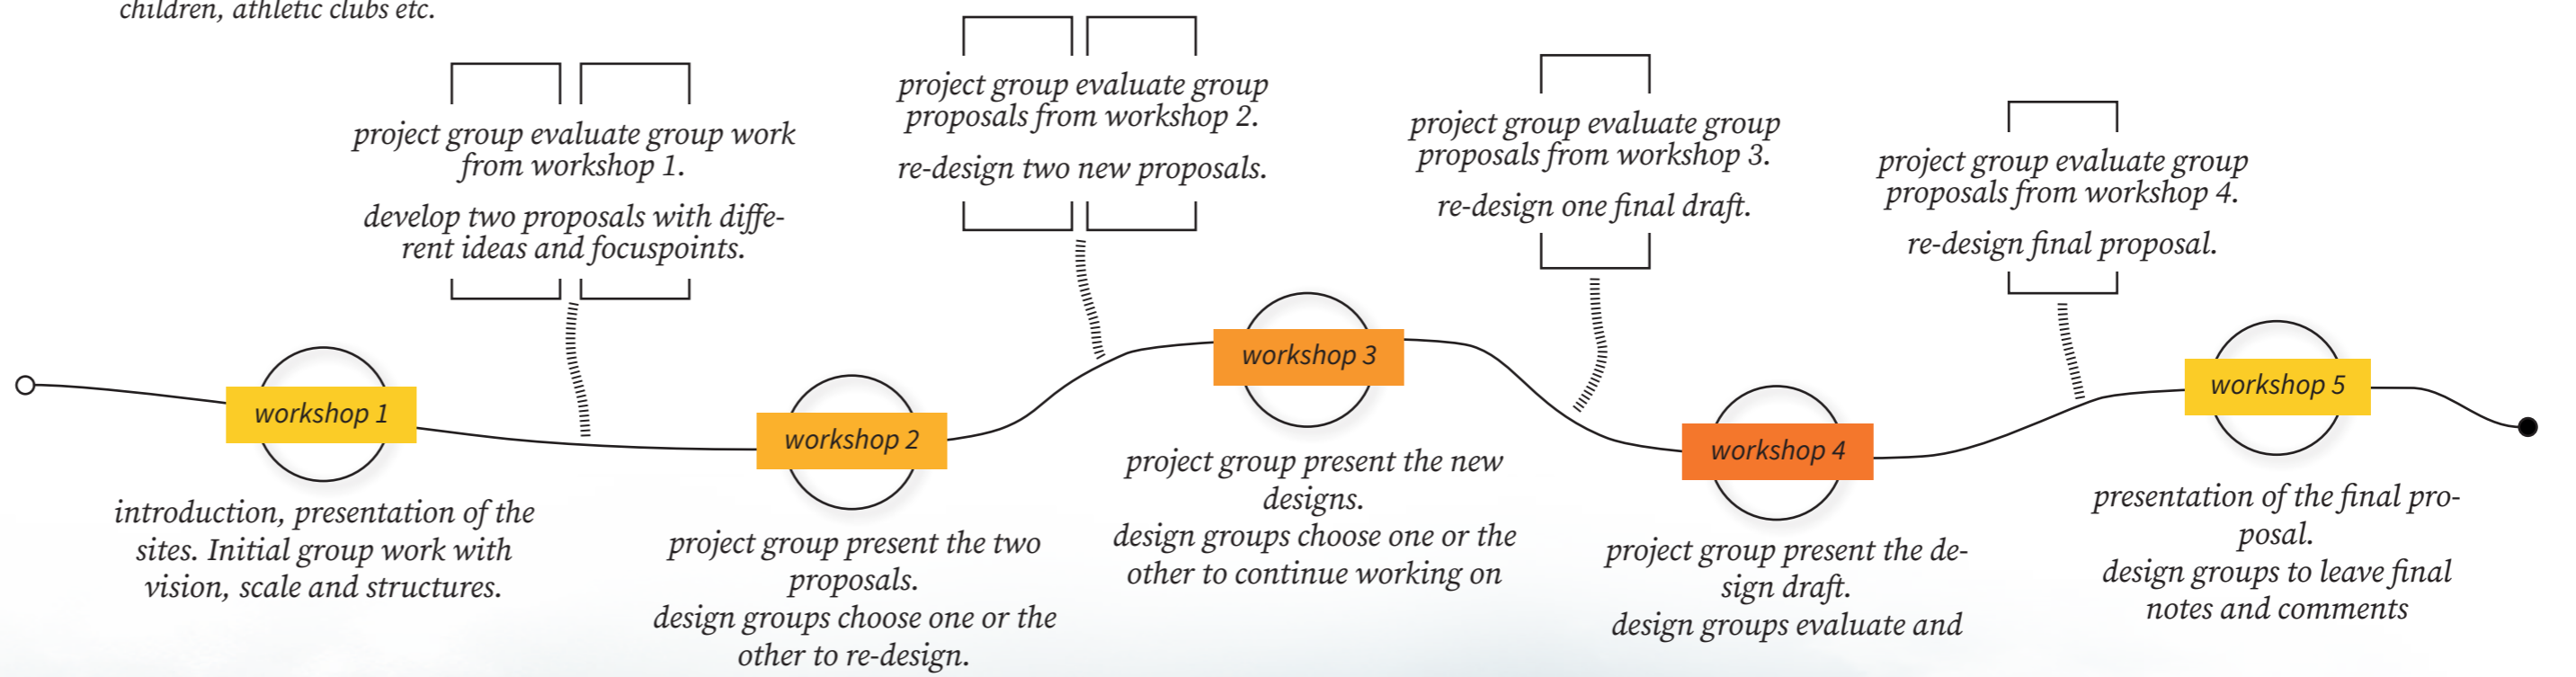 children, athletic clubs etc.
project group evaluate group work
from workshop 1.
develop two proposals with diffe-
rent ideas and focuspoints.
project group evaluate group
proposals from workshop 2.
re-design two new proposals.
project group evaluate group
proposals from workshop 3.
re-design one final draft.
project group evaluate group
proposals from workshop 4.
re-design final proposal.
workshop 1
introduction, presentation of the
sites. Initial group work with
vision, scale and structures.
workshop 2
project group present the two
proposals.
design groups choose one or the
other to re-design.
workshop 3
project group present the new
designs.
design groups choose one or the
other to continue working on
workshop 4
project group present the de-
sign draft.
design groups evaluate and
workshop 5
presentation of the final pro-
posal.
design groups to leave final
notes and comments